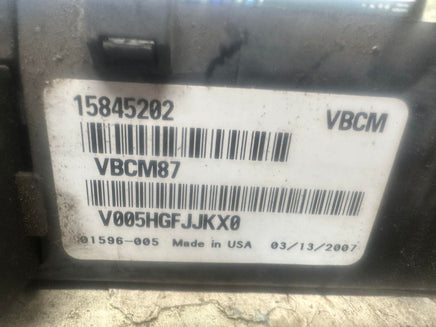 15845202 VBCM
VBCM87
V005HGFJJKX0
01596-005 Made in USA 03/13/2007